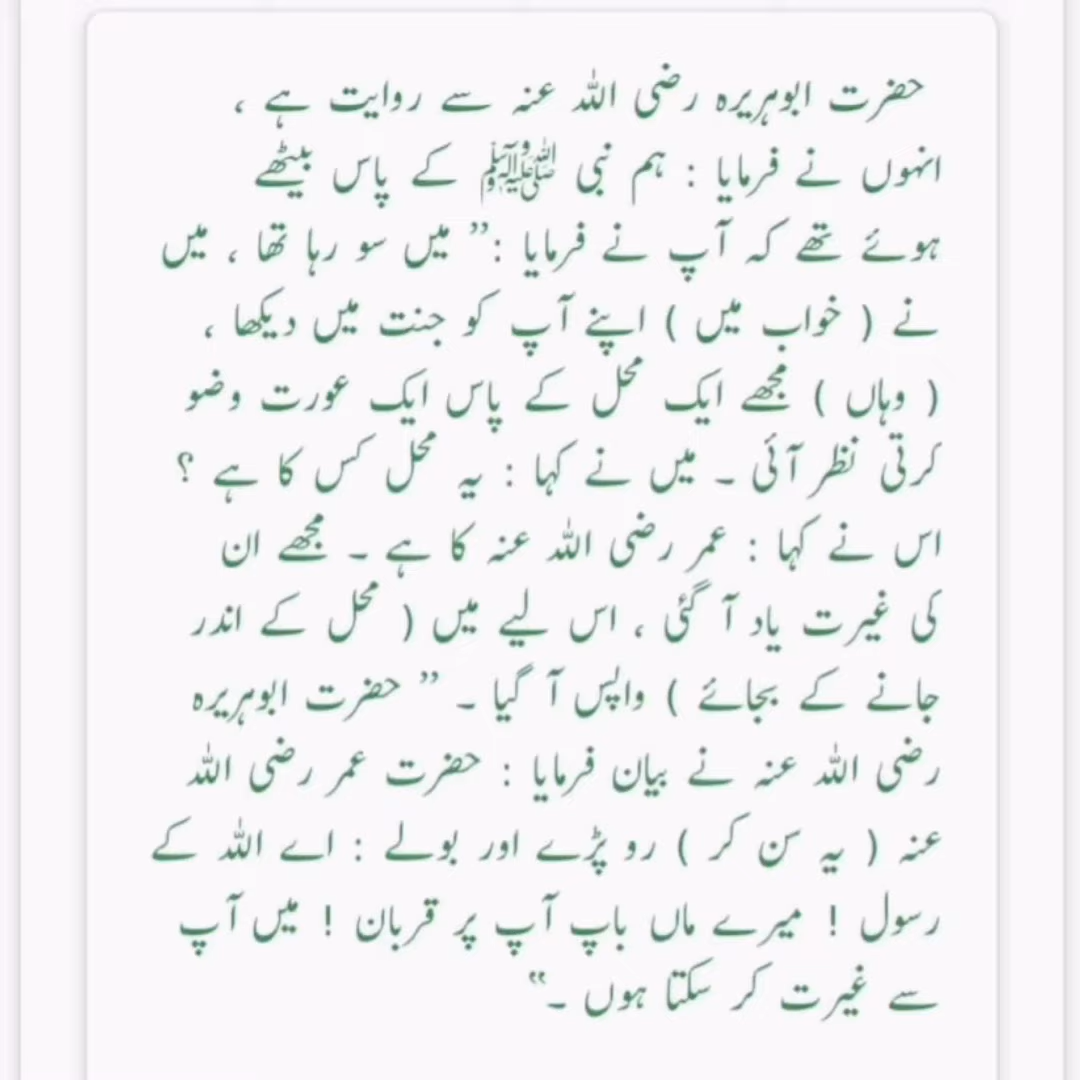 حضرت ابوہریرہ رضی اللہ عنہ سے روایت ہے ،
انہوں نے فرمایا : ہم نبی ﷺ کے پاس بیٹھے
ہوئے تھے کہ آپ نے فرمایا :” میں سو رہا تھا ، میں
نے ( خواب میں ) اپنے آپ کو جنت میں دیکھا ،
( وہاں ) مجھے ایک محل کے پاس ایک عورت وضو
کرتی نظر آئی ۔ میں نے کہا : یہ محل کس کا ہے ؟
اس نے کہا : عمر رضی اللہ عنہ کا ہے ۔ مجھے ان
کی غیرت یاد آ گئی ، اس لیے میں ( محل کے اندر
جانے کے بجائے ) واپس آ گیا ۔ ” حضرت ابوہریرہ
رضی اللہ عنہ نے بیان فرمایا : حضرت عمر رضی اللہ
عنہ ( یہ سن کر ) رو پڑے اور بولے : اے اللہ کے
رسول ! میرے ماں باپ آپ پر قربان ! میں آپ
سے غیرت کر سکتا ہوں ۔‟